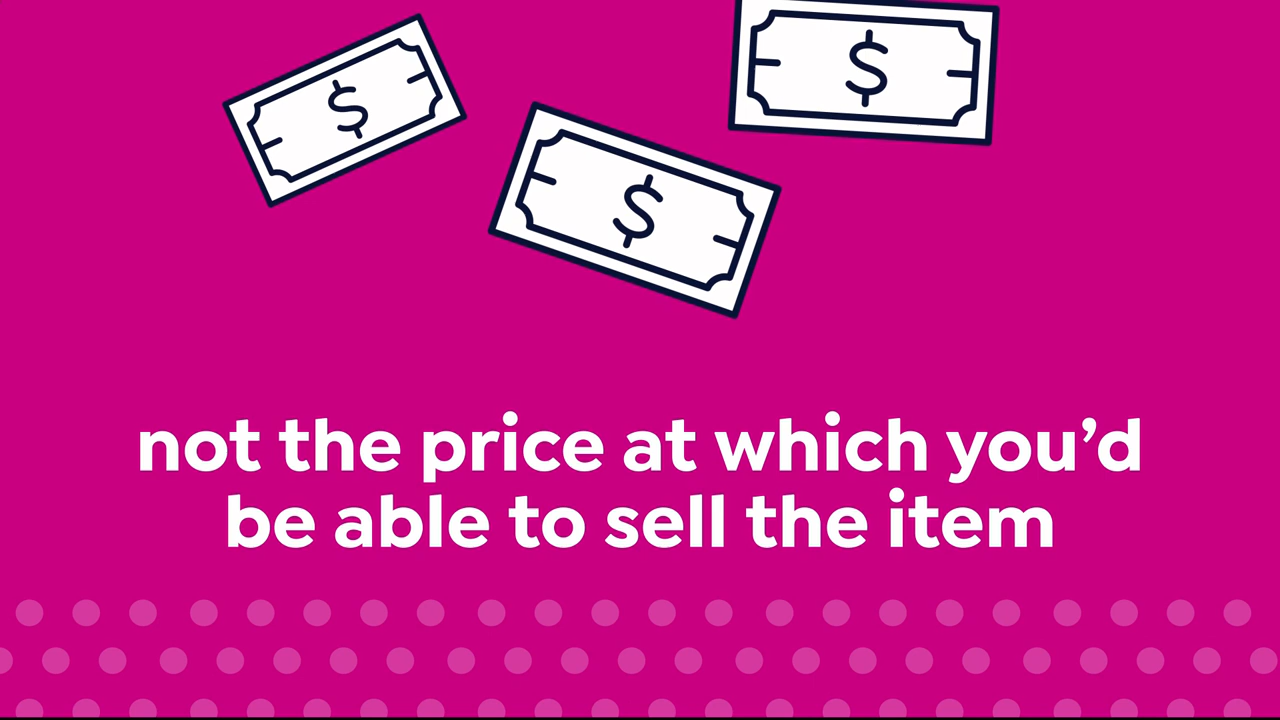 $
$
$
not the price at which you’d
be able to sell the item